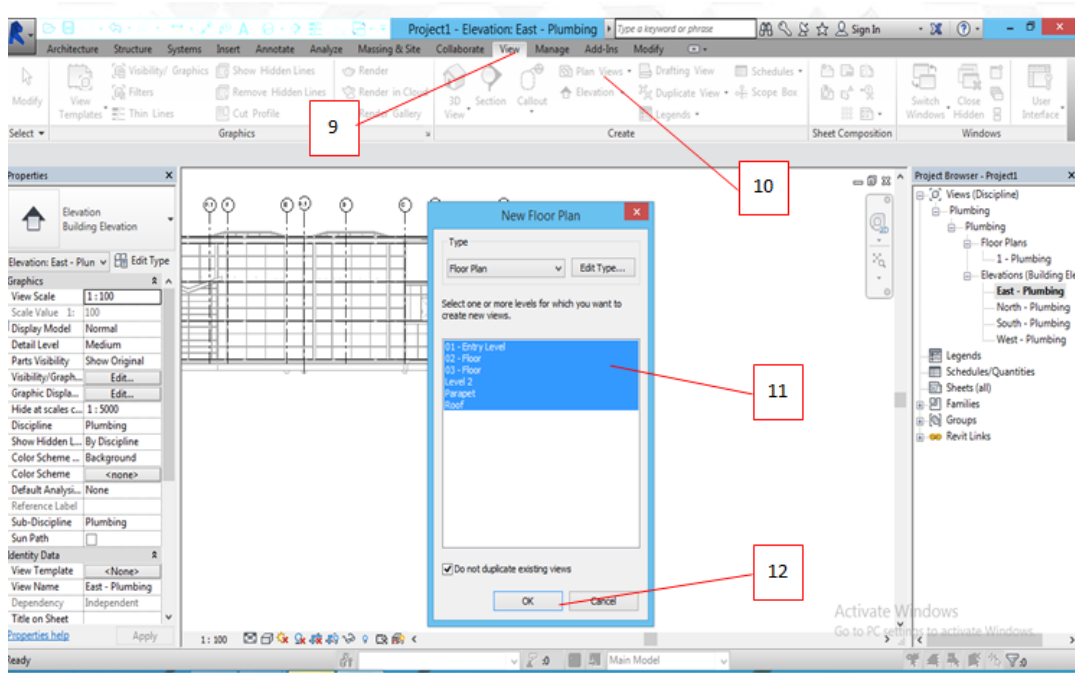 Project1 - Elevation: East - Plumbing
Type a keyword or phrase
Sign In
Architecture Structure Systems Insert Annotate Analyze Massing & Site Collaborate View Manage Add-Ins Modify
Visibility/ Graphics Show Hidden Lines Render Plan Views Drafting View Schedules
Filters Remove Hidden Lines Render in Cloud Elevation Duplicate View Scope Box
Modify View Templates Thin Lines Cut Profile Render Gallery 3D View Section Callout Legends Switch Windows Close Hidden User Interface
Select Graphics Create Sheet Composition Windows
9
10
Properties
Elevation
Building Elevation
Elevation: East - Plun Edit Type
Graphics
View Scale 1 : 100
Scale Value 1: 100
Display Model Normal
Detail Level Medium
Parts Visibility Show Original
Visibility/Graph... Edit...
Graphic Displa... Edit...
Hide at scales c... 1 : 5000
Discipline Plumbing
Show Hidden L... By Discipline
Color Scheme ... Background
Color Scheme <none>
Default Analysi... None
Reference Label
Sub-Discipline Plumbing
Sun Path
Identity Data
View Template <None>
View Name East - Plumbing
Dependency Independent
Title on Sheet
Properties help Apply
New Floor Plan
Type
Floor Plan Edit Type...
Select one or more levels for which you want to
create new views.
01 - Entry Level
02 - Floor
03 - Floor
Level 2
Parapet
Roof
11
Do not duplicate existing views
OK Cancel
12
Project Browser - Project1
Views (Discipline)
Plumbing
Plumbing
Floor Plans
1 - Plumbing
Elevations (Building Ele
East - Plumbing
North - Plumbing
South - Plumbing
West - Plumbing
Legends
Schedules/Quantities
Sheets (all)
Families
Groups
Revit Links
Activate Windows
Go to PC settings to activate Windows.
1 : 100
Ready
:0
Main Model
:0